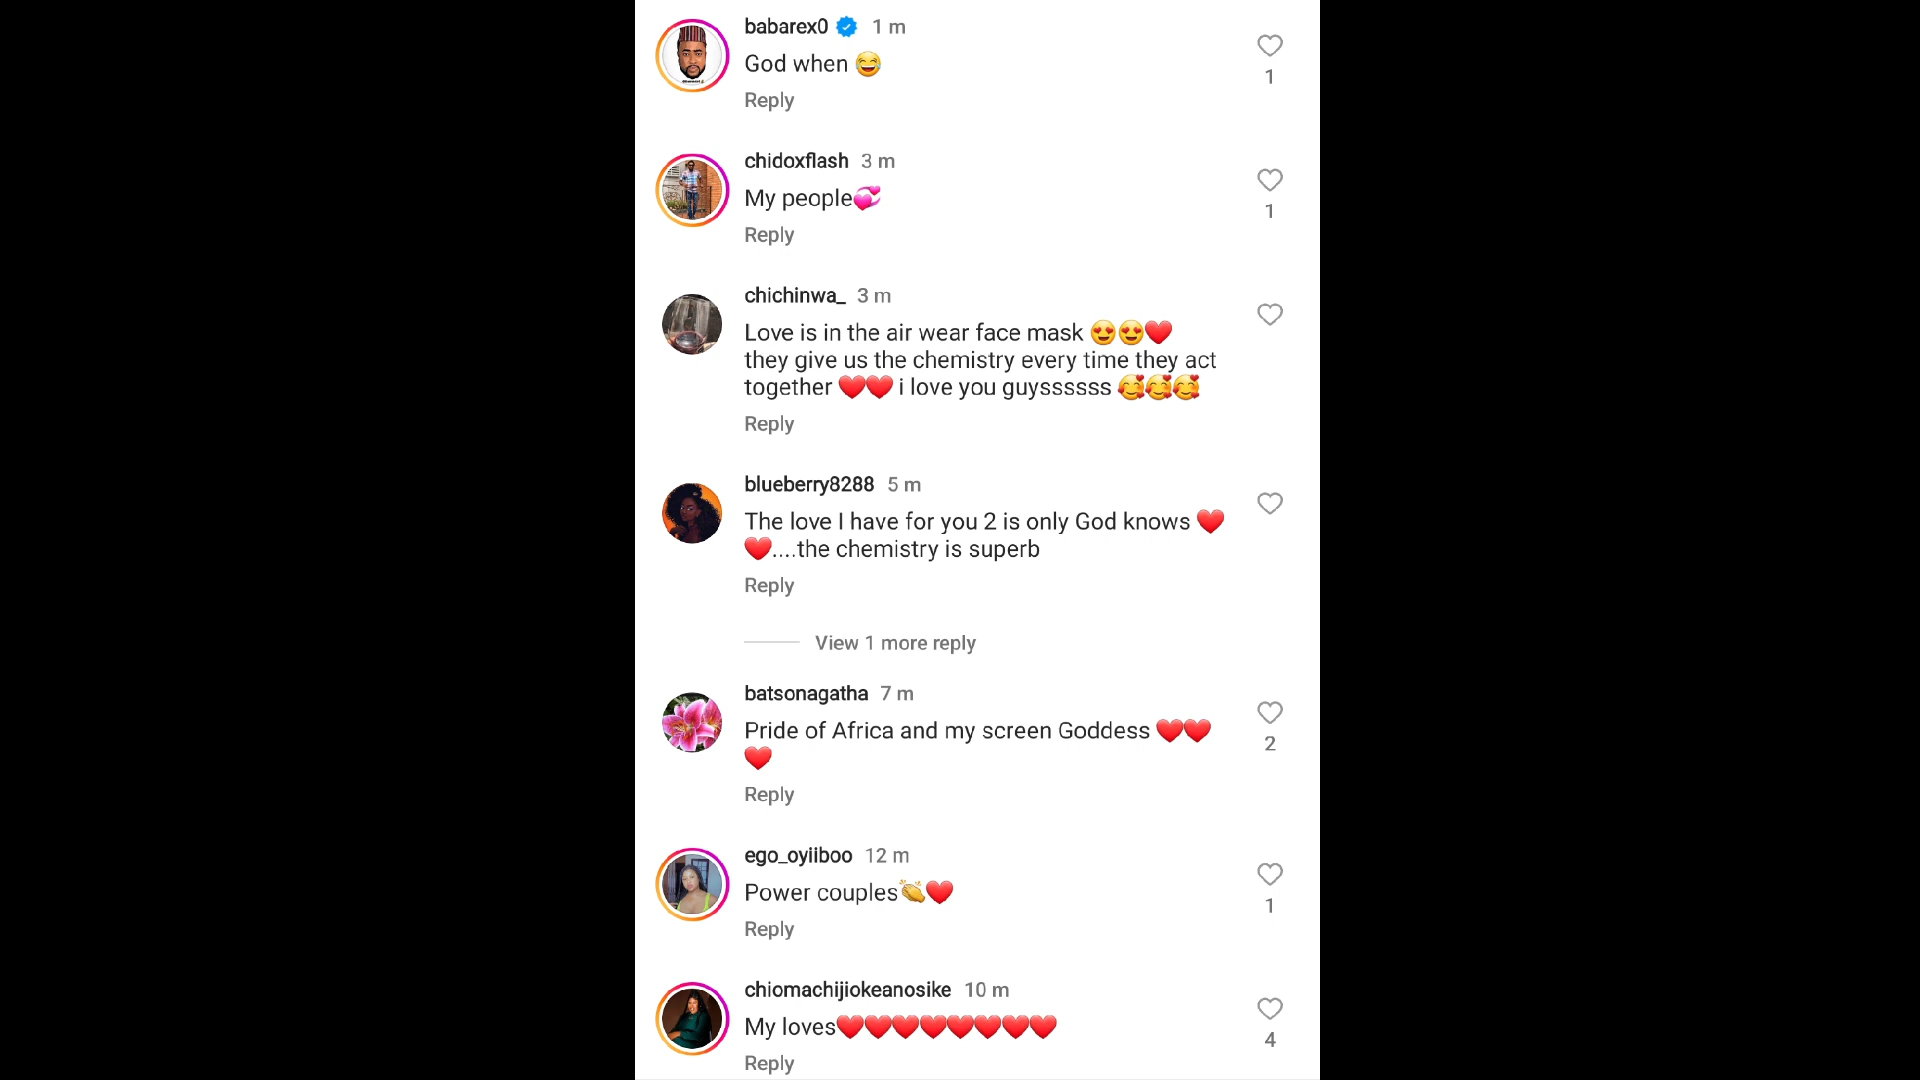 babarex0 1 m
God when 😂
1
Reply
chidoxflash 3 m
My people💞
1
Reply
chichinwa_ 3 m
Love is in the air wear face mask 😍😍❤️
they give us the chemistry every time they act
together ❤️❤️ i love you guyssssss 🥰🥰🥰
Reply
blueberry8288 5 m
The love I have for you 2 is only God knows ❤️
❤️....the chemistry is superb
Reply
View 1 more reply
batsonagatha 7 m
Pride of Africa and my screen Goddess ❤️❤️
❤️
2
Reply
ego_oyiiboo 12 m
Power couples👏❤️
1
Reply
chiomachijiokeanosike 10 m
My loves❤️❤️❤️❤️❤️❤️❤️❤️
4
Reply